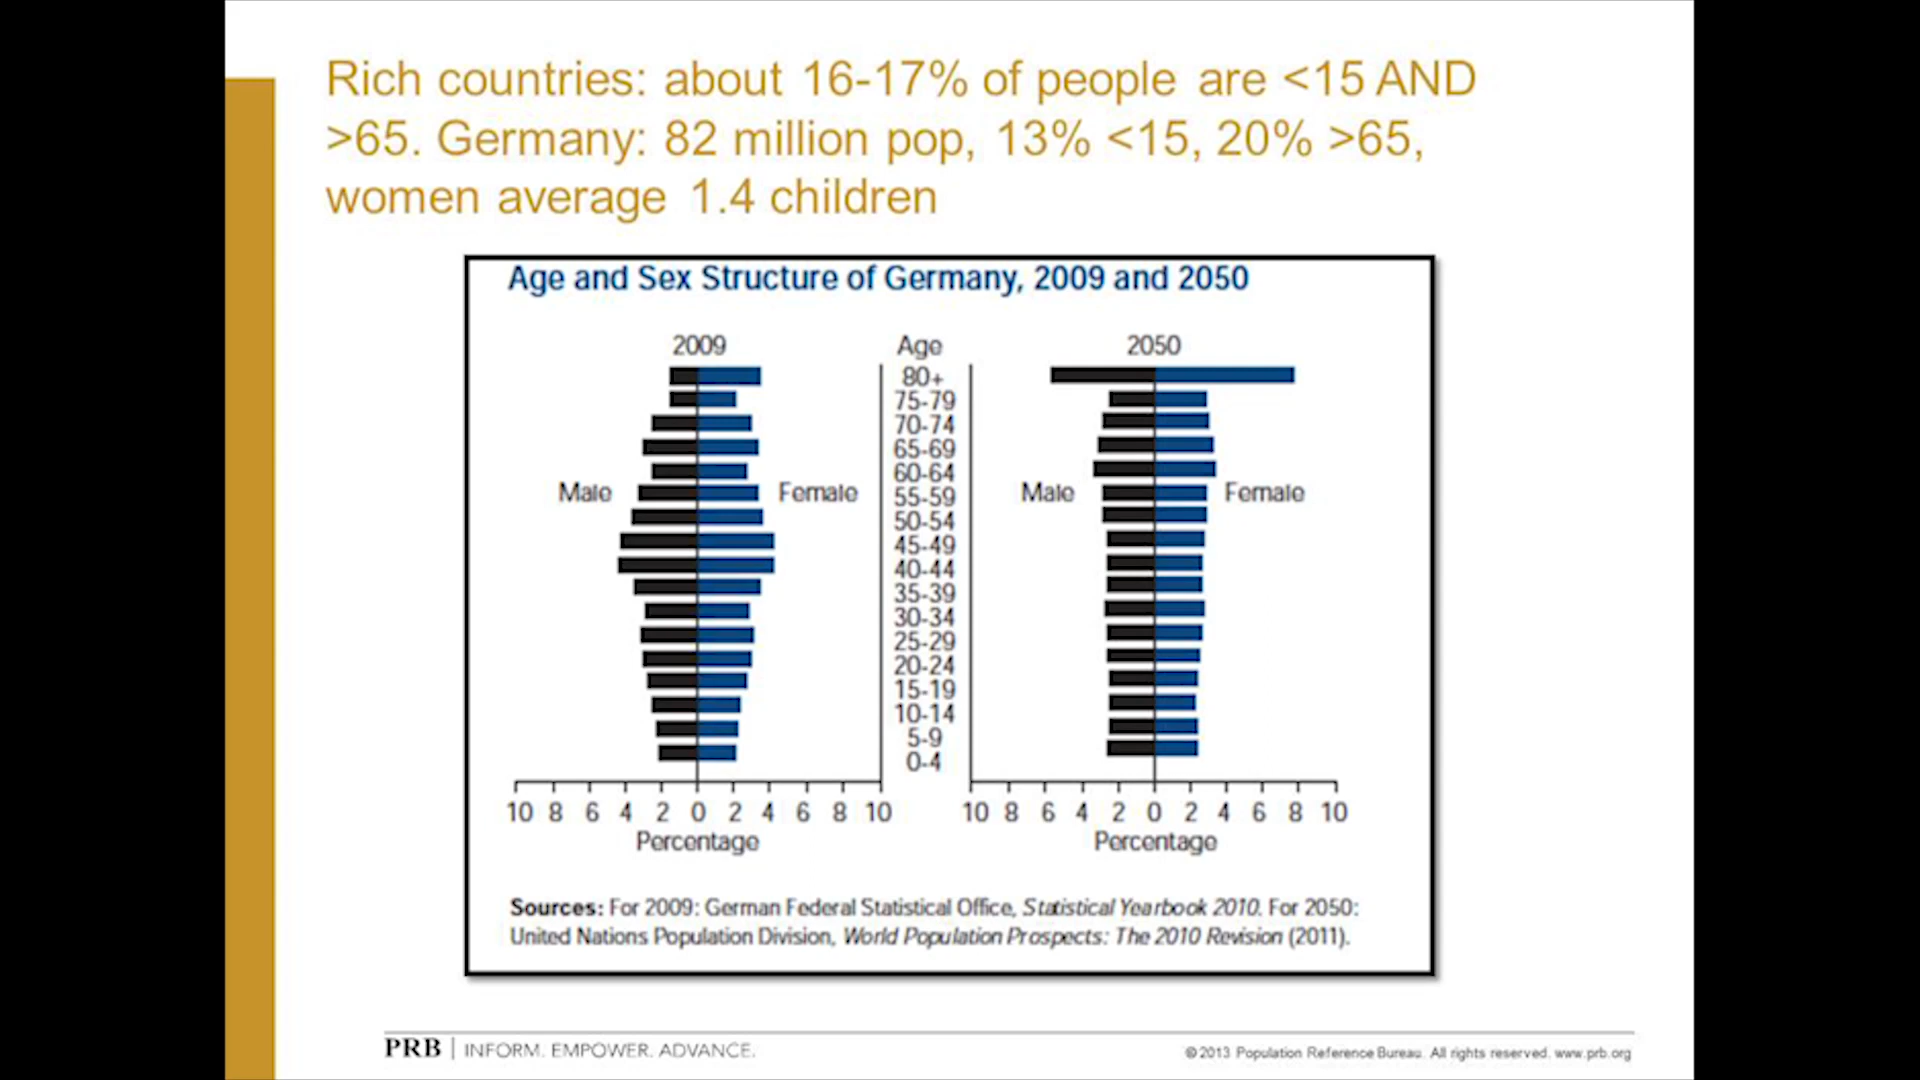 Rich countries: about 16-17% of people are <15 AND
>65. Germany: 82 million pop, 13% <15, 20% >65,
women average 1.4 children
Age and Sex Structure of Germany, 2009 and 2050
2009 Age 2050
80+
75-79
70-74
65-69
60-64
Male Female 55-59 Male Female
50-54
45-49
40-44
35-39
30-34
25-29
20-24
15-19
10-14
5-9
0-4
10 8 6 4 2 0 2 4 6 8 10 10 8 6 4 2 0 2 4 6 8 10
Percentage Percentage
Sources: For 2009: German Federal Statistical Office, Statistical Yearbook 2010. For 2050:
United Nations Population Division, World Population Prospects: The 2010 Revision (2011).
PRB | INFORM. EMPOWER. ADVANCE. ©2013 Population Reference Bureau. All rights reserved. www.prb.org